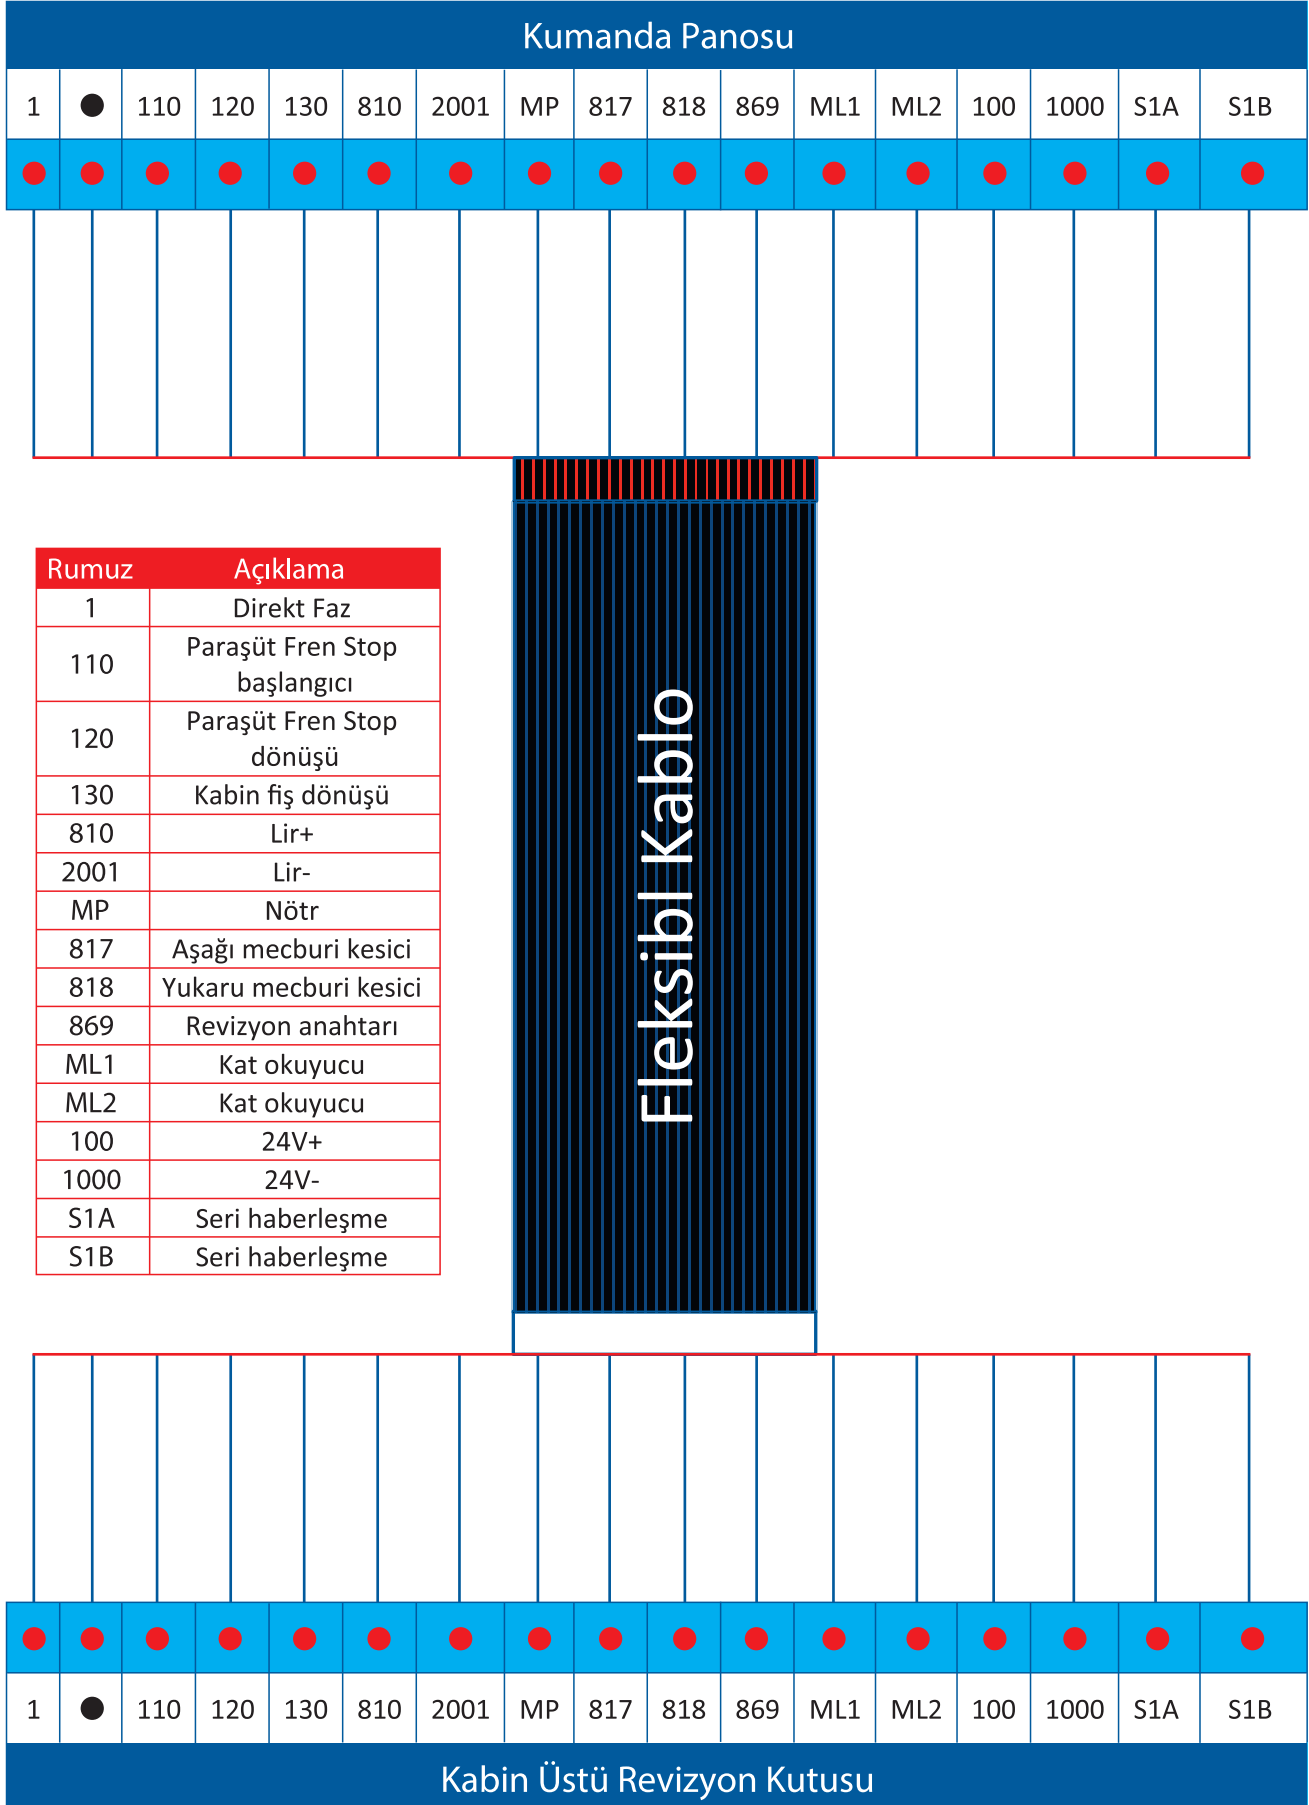 Kumanda Panosu
1 ● 110 120 130 810 2001 MP 817 818 869 ML1 ML2 100 1000 S1A S1B
Rumuz Açıklama
1 Direkt Faz
110 Paraşüt Fren Stop
başlangıcı
120 Paraşüt Fren Stop
dönüşü
130 Kabin fiş dönüşü
810 Lir+
2001 Lir-
MP Nötr
817 Aşağı mecburi kesici
818 Yukaru mecburi kesici
869 Revizyon anahtarı
ML1 Kat okuyucu
ML2 Kat okuyucu
100 24V+
1000 24V-
S1A Seri haberleşme
S1B Seri haberleşme
Fleksibl Kablo
1 ● 110 120 130 810 2001 MP 817 818 869 ML1 ML2 100 1000 S1A S1B
Kabin Üstü Revizyon Kutusu